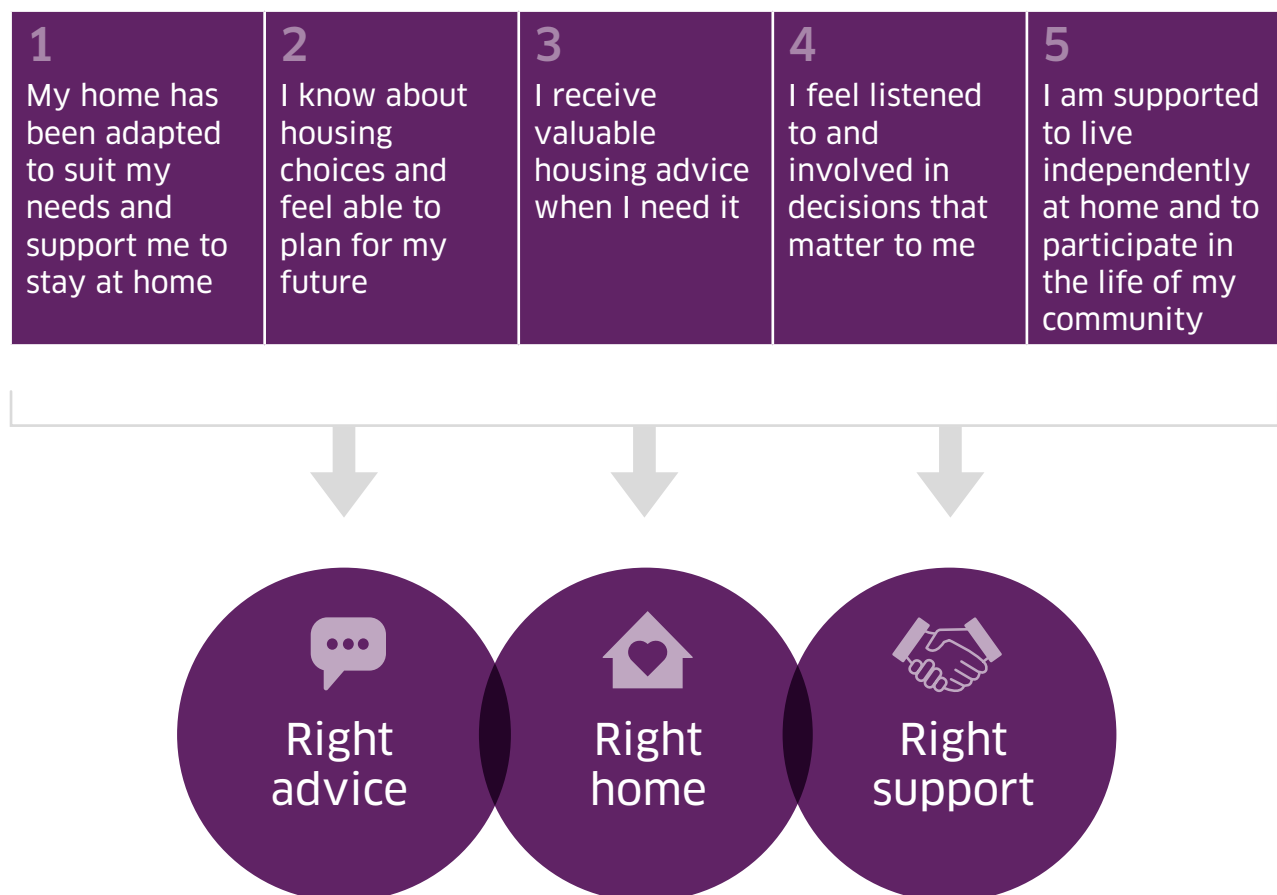 1
My home has
been adapted
to suit my
needs and
support me to
stay at home
2
I know about
housing
choices and
feel able to
plan for my
future
3
I receive
valuable
housing advice
when I need it
4
I feel listened
to and
involved in
decisions that
matter to me
5
I am supported
to live
independently
at home and to
participate in
the life of my
community
Right
advice
Right
home
Right
support